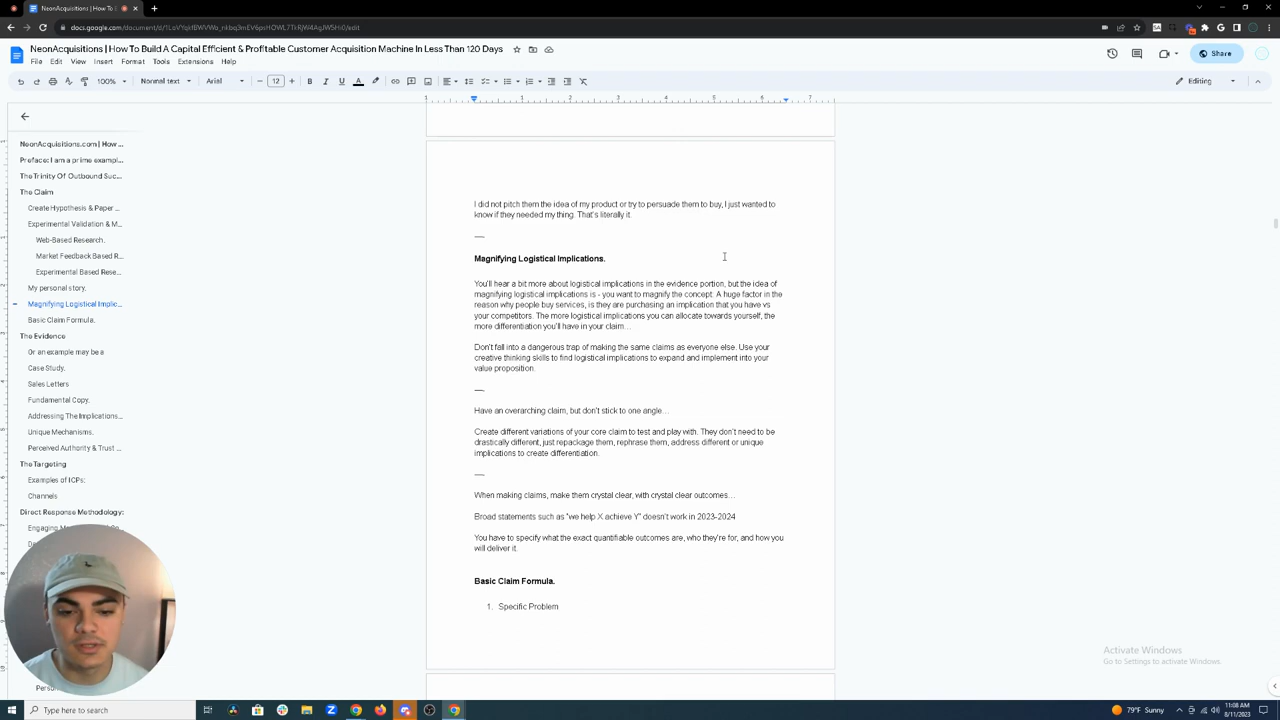 NeonAcquisitions | How To
docs.google.com/document/d/
NeonAcquisitions | How To Build A Capital Efficient & Profitable Customer Acquisition Machine In Less Than 120 Days
Share
File Edit View Insert Format Tools Extensions Help
100% Normal text Arial 12 Editing
NeonAcquisitions.com | How ...
Preface: I am a prime exampl...
The Trinity Of Outbound Suc...
The Claim
Create Hypothesis & Paper ...
Experimental Validation & M...
Web-Based Research.
Market Feedback Based R...
Experimental Based Rese...
My personal story.
Magnifying Logistical Implic...
Basic Claim Formula.
The Evidence
Or an example may be a
Case Study.
Sales Letters
Fundamental Copy.
Addressing The Implications...
Unique Mechanisms.
Perceived Authority & Trust ...
The Targeting
Examples of ICPs:
Channels
Direct Response Methodology:
I did not pitch them the idea of my product or try to persuade them to buy, I just wanted to
know if they needed my thing. That's literally it.
Magnifying Logistical Implications.
You'll hear a bit more about logistical implications in the evidence portion, but the idea of
magnifying logistical implications is - you want to magnify the concept. A huge factor in the
reason why people buy services, is they are purchasing an implication that you have vs
your competitors. The more logistical implications you can allocate towards yourself, the
more differentiation you'll have in your claim…
Don't fall into a dangerous trap of making the same claims as everyone else. Use your
creative thinking skills to find logistical implications to expand and implement into your
value proposition.
Have an overarching claim, but don't stick to one angle…
Create different variations of your core claim to test and play with. They don't need to be
drastically different, just repackage them, rephrase them, address different or unique
implications to create differentiation.
When making claims, make them crystal clear, with crystal clear outcomes…
Broad statements such as "we help X achieve Y" doesn't work in 2023-2024
You have to specify what the exact quantifiable outcomes are, who they're for, and how you
will deliver it.
Basic Claim Formula.
1. Specific Problem
Activate Windows
Go to Settings to activate Windows.
Type here to search
79°F Sunny
11:08 AM
8/11/2023